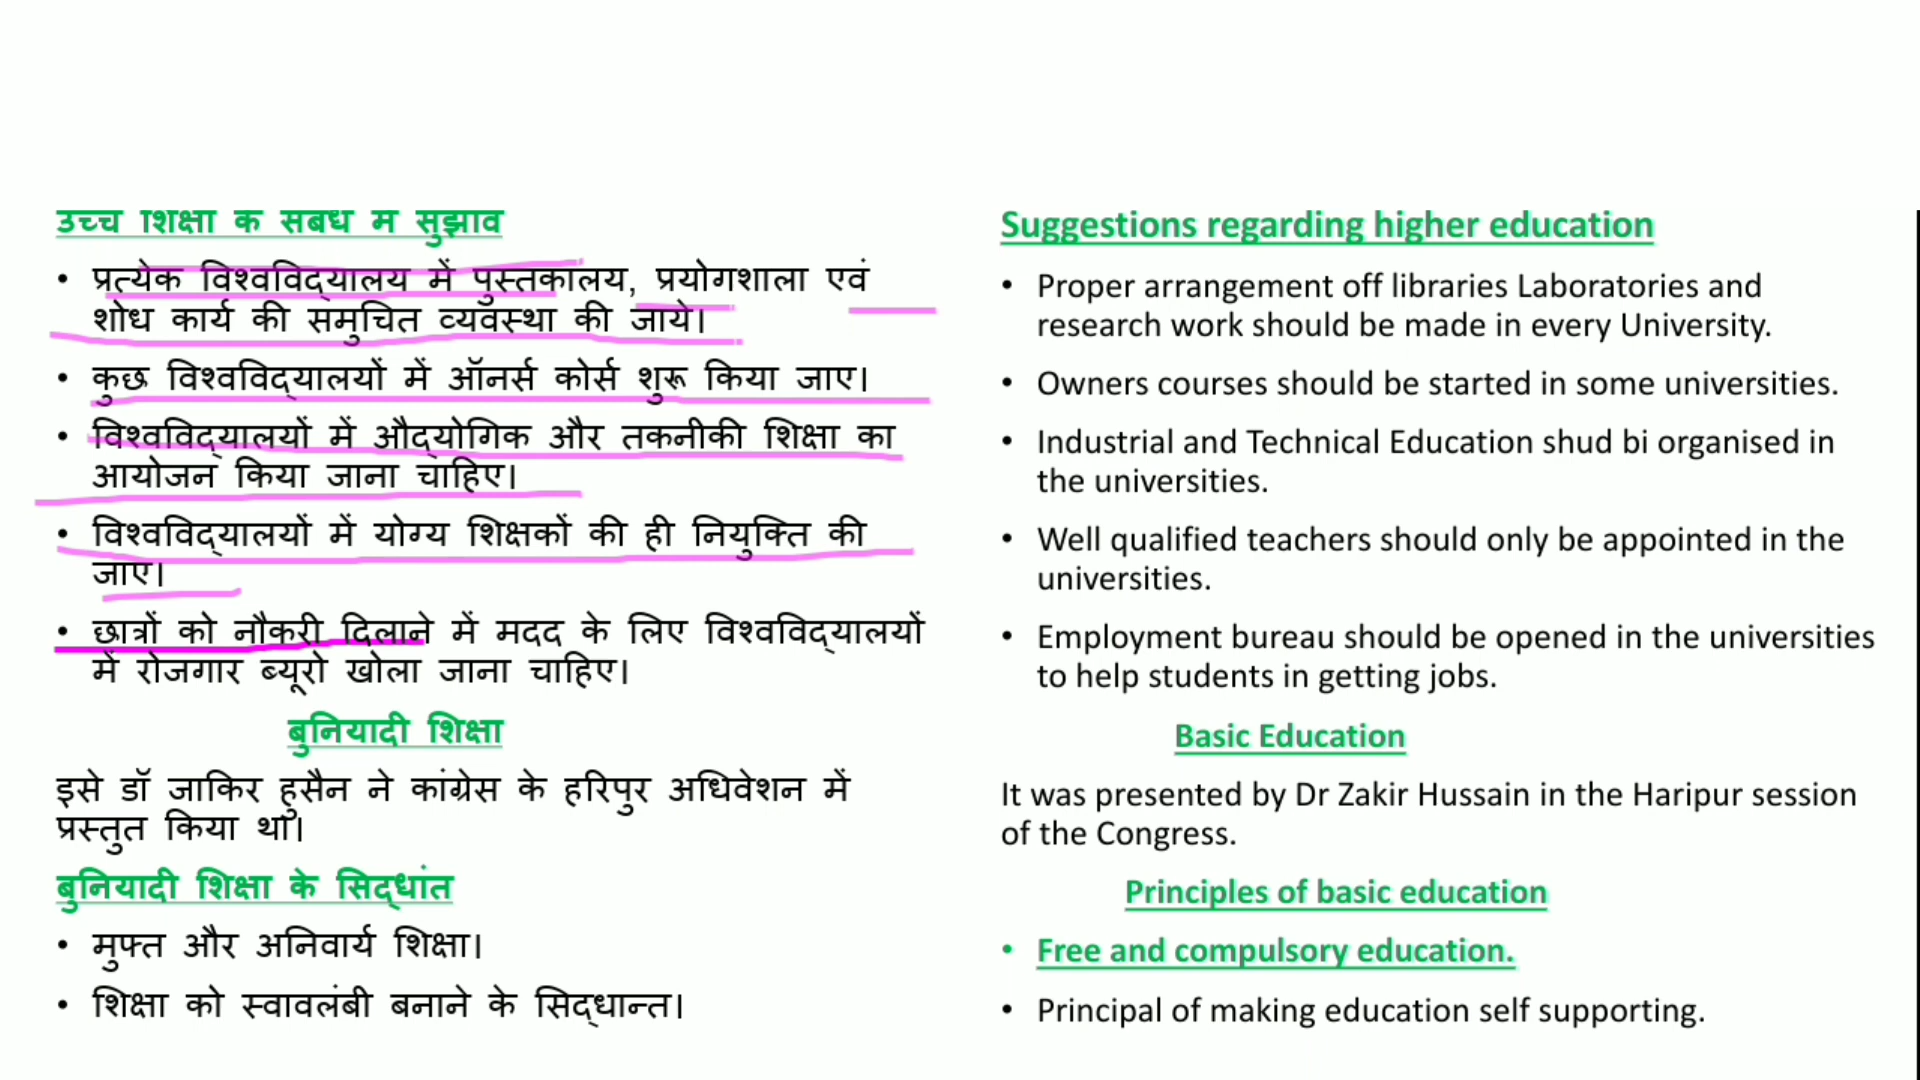 उच्च शिक्षा के संबंध में सुझाव
• प्रत्येक विश्वविद्यालय में पुस्तकालय, प्रयोगशाला एवं
शोध कार्य की समुचित व्यवस्था की जाये।
• कुछ विश्वविद्यालयों में ऑनर्स कोर्स शुरू किया जाए।
• विश्वविद्यालयों में औद्योगिक और तकनीकी शिक्षा का
आयोजन किया जाना चाहिए।
• विश्वविद्यालयों में योग्य शिक्षकों की ही नियुक्ति की
जाए।
• छात्रों को नौकरी दिलाने में मदद के लिए विश्वविद्यालयों
में रोजगार ब्यूरो खोला जाना चाहिए।
बुनियादी शिक्षा
इसे डॉ जाकिर हुसैन ने कांग्रेस के हरिपुर अधिवेशन में
प्रस्तुत किया था।
बुनियादी शिक्षा के सिद्धांत
• मुफ्त और अनिवार्य शिक्षा।
• शिक्षा को स्वावलंबी बनाने के सिद्धान्त।
Suggestions regarding higher education
• Proper arrangement off libraries Laboratories and
research work should be made in every University.
• Owners courses should be started in some universities.
• Industrial and Technical Education shud bi organised in
the universities.
• Well qualified teachers should only be appointed in the
universities.
• Employment bureau should be opened in the universities
to help students in getting jobs.
Basic Education
It was presented by Dr Zakir Hussain in the Haripur session
of the Congress.
Principles of basic education
• Free and compulsory education.
• Principal of making education self supporting.